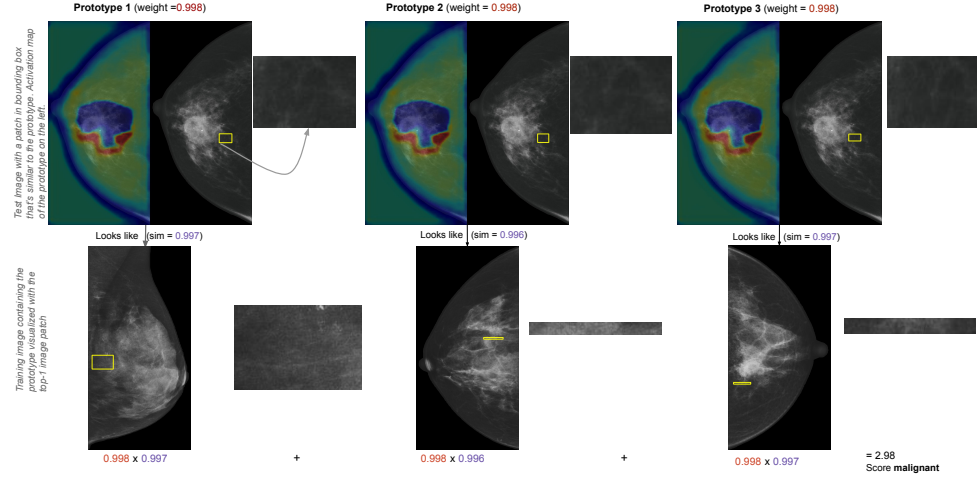 Prototype 1 (weight =0.998)
Prototype 2 (weight = 0.998)
Prototype 3 (weight = 0.998)
Test Image with a patch in bounding box
that's similar to the prototype. Activation map
of the prototype on the left.
Looks like (sim = 0.997)
Looks like (sim = 0.996)
Looks like (sim = 0.997)
Training image containing the
prototype visualized with the
top-1 image patch
0.998 x 0.997
+
0.998 x 0.996
+
0.998 x 0.997
= 2.98
Score malignant